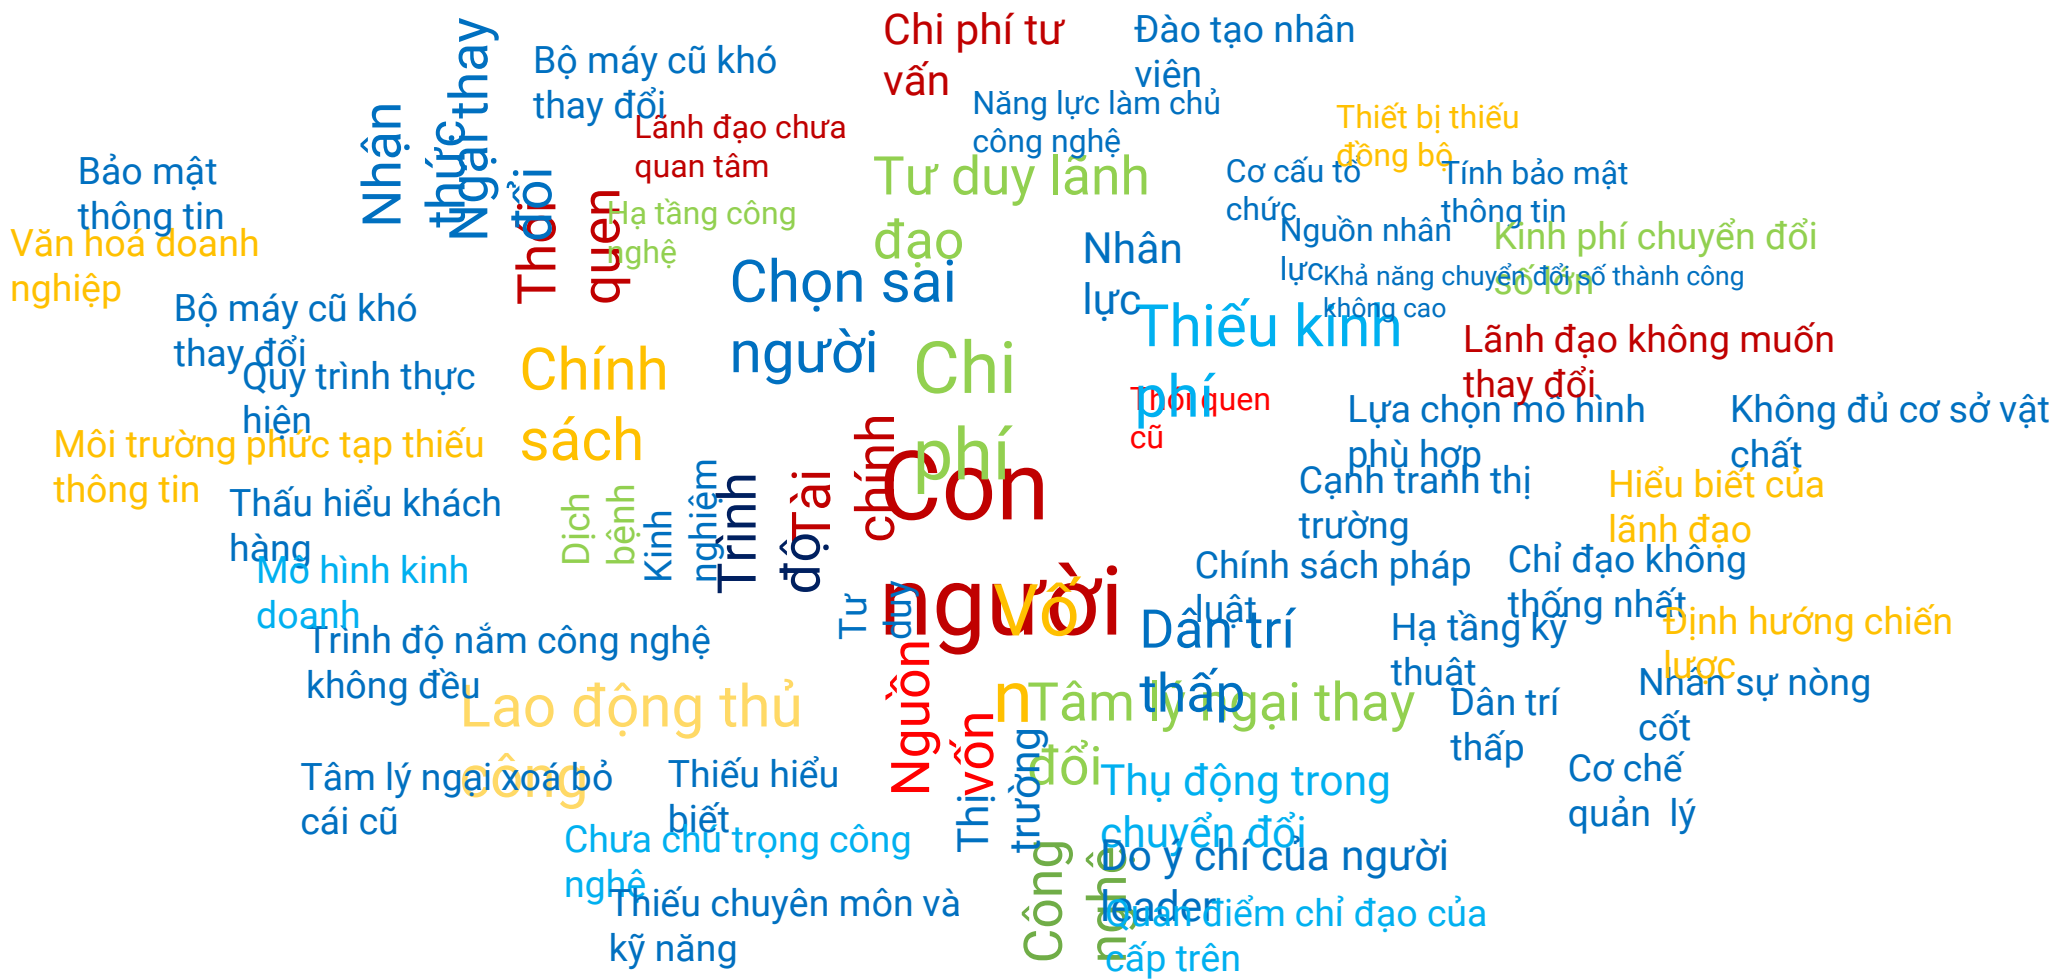 Chi phí tư
vấn
Đào tạo nhân
viên
Ngại thay
đổi
Bộ máy cũ khó
thay đổi
Năng lực làm chủ
công nghệ
Nhận
thức
Lãnh đạo chưa
quan tâm
Thiết bị thiếu
đồng bộ
Bảo mật
thông tin
Tư duy lãnh
đạo
Cơ cấu tổ
chức
Tính bảo mật
thông tin
Thói
quen
Hạ tầng công
nghệ
Văn hoá doanh
nghiệp
Nhân
lực
Nguồn nhân
lực
Kinh phí chuyển đổi
số lớn
Chọn sai
người
Khả năng chuyển đổi số thành công
không cao
Bộ máy cũ khó
thay đổi
Thiếu kinh
phí
Lãnh đạo không muốn
thay đổi
Quy trình thực
hiện
Chính
sách
Chi
phí
Thói quen
cũ
Lựa chọn mô hình
phù hợp
Không đủ cơ sở vật
chất
Môi trường phức tạp thiếu
thông tin
Tài
chính
Con
người
Cạnh tranh thị
trường
Hiểu biết của
lãnh đạo
Thấu hiểu khách
hàng
Dịch
bệnh
Kinh
nghiệm
Trình
độ
Mô hình kinh
doanh
Chính sách pháp
luật
Chỉ đạo không
thống nhất
Tư
duy
Vố
n
Dân trí
thấp
Hạ tầng kỹ
thuật
Định hướng chiến
lược
Trình độ nắm công nghệ
không đều
Nguồn
vốn
Lao động thủ
công
Tâm lý ngại thay
đổi
Dân trí
thấp
Nhân sự nòng
cốt
Tâm lý ngại xoá bỏ
cái cũ
Thiếu hiểu
biết
Thị
trường
Thụ động trong
chuyển đổi
Cơ chế
quản  lý
Chưa chú trọng công
nghệ
Công
nghệ
Do ý chí của người
leader
Thiếu chuyên môn và
kỹ năng
Quan điểm chỉ đạo của
cấp trên